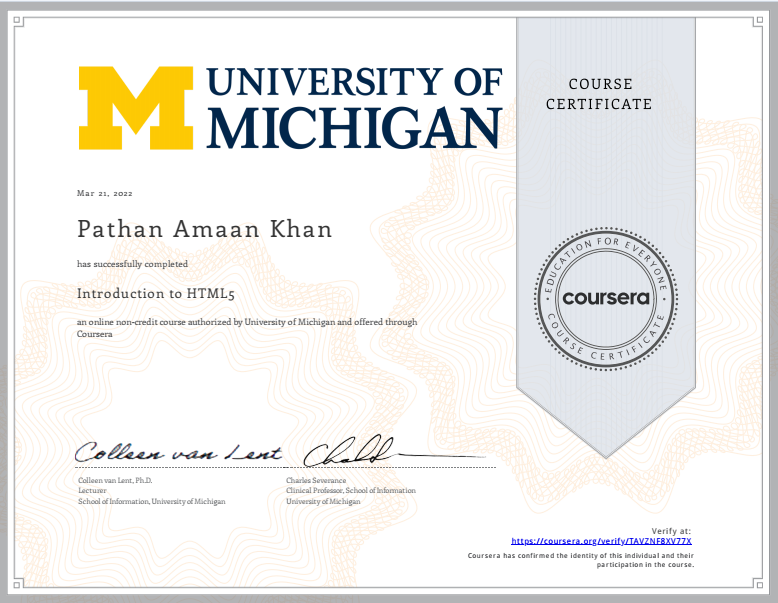 UNIVERSITY OF
MICHIGAN
COURSE
CERTIFICATE
Mar 21, 2022
Pathan Amaan Khan
has successfully completed
Introduction to HTML5
an online non-credit course authorized by University of Michigan and offered through
Coursera
EDUCATION FOR EVERYONE
coursera
COURSE CERTIFICATE
Colleen van Lent
Colleen van Lent, Ph.D.
Lecturer
School of Information, University of Michigan
Charles Severance
Clinical Professor, School of Information
University of Michigan
Verify at:
https://coursera.org/verify/TAVZNF8XV77X
Coursera has confirmed the identity of this individual and their
participation in the course.